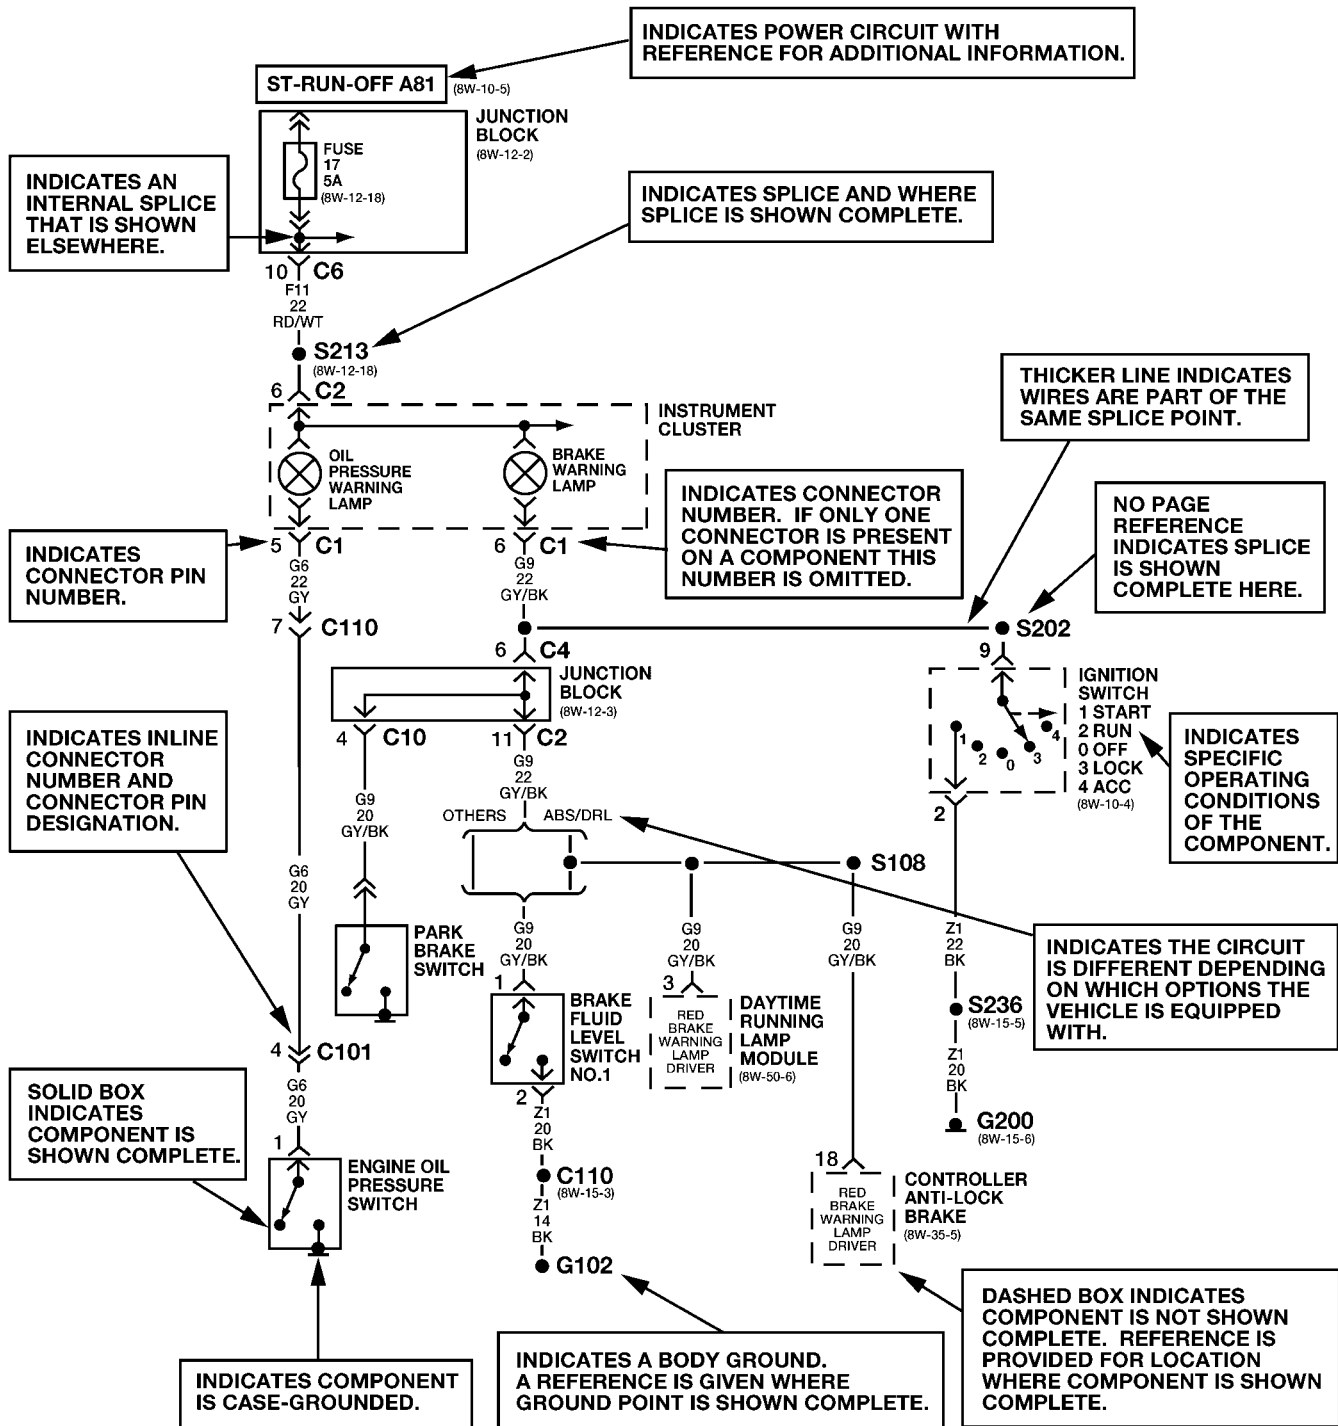 INDICATES POWER CIRCUIT WITH
REFERENCE FOR ADDITIONAL INFORMATION.
ST-RUN-OFF A81
(8W-10-5)
JUNCTION
BLOCK
(8W-12-2)
FUSE
17
5A
(8W-12-18)
INDICATES AN
INTERNAL SPLICE
THAT IS SHOWN
ELSEWHERE.
INDICATES SPLICE AND WHERE
SPLICE IS SHOWN COMPLETE.
10 C6
F11
22
RD/WT
S213
(8W-12-18)
6 C2
INSTRUMENT
CLUSTER
OIL
PRESSURE
WARNING
LAMP
BRAKE
WARNING
LAMP
THICKER LINE INDICATES
WIRES ARE PART OF THE
SAME SPLICE POINT.
INDICATES CONNECTOR
NUMBER. IF ONLY ONE
CONNECTOR IS PRESENT
ON A COMPONENT THIS
NUMBER IS OMITTED.
NO PAGE
REFERENCE
INDICATES SPLICE
IS SHOWN
COMPLETE HERE.
INDICATES
CONNECTOR PIN
NUMBER.
5 C1
G6
22
GY
7 C110
6 C1
G9
22
GY/BK
S202
6 C4
JUNCTION
BLOCK
(8W-12-3)
9
IGNITION
SWITCH
1 START
2 RUN
0 OFF
3 LOCK
4 ACC
(8W-10-4)
1
2
0
3
4
2
INDICATES
SPECIFIC
OPERATING
CONDITIONS
OF THE
COMPONENT.
INDICATES INLINE
CONNECTOR
NUMBER AND
CONNECTOR PIN
DESIGNATION.
4 C10
11 C2
G9
22
GY/BK
G9
20
GY/BK
OTHERS
ABS/DRL
S108
G6
20
GY
PARK
BRAKE
SWITCH
G9
20
GY/BK
G9
20
GY/BK
G9
20
GY/BK
Z1
22
BK
INDICATES THE CIRCUIT
IS DIFFERENT DEPENDING
ON WHICH OPTIONS THE
VEHICLE IS EQUIPPED
WITH.
1
BRAKE
FLUID
LEVEL
SWITCH
NO.1
3
RED
BRAKE
WARNING
LAMP
DRIVER
DAYTIME
RUNNING
LAMP
MODULE
(8W-50-6)
S236
(8W-15-5)
Z1
20
BK
G200
(8W-15-6)
4 C101
G6
20
GY
1
SOLID BOX
INDICATES
COMPONENT IS
SHOWN COMPLETE.
ENGINE OIL
PRESSURE
SWITCH
2
Z1
20
BK
C110
(8W-15-3)
Z1
14
BK
G102
18
RED
BRAKE
WARNING
LAMP
DRIVER
CONTROLLER
ANTI-LOCK
BRAKE
(8W-35-5)
DASHED BOX INDICATES
COMPONENT IS NOT SHOWN
COMPLETE. REFERENCE IS
PROVIDED FOR LOCATION
WHERE COMPONENT IS SHOWN
COMPLETE.
INDICATES COMPONENT
IS CASE-GROUNDED.
INDICATES A BODY GROUND.
A REFERENCE IS GIVEN WHERE
GROUND POINT IS SHOWN COMPLETE.